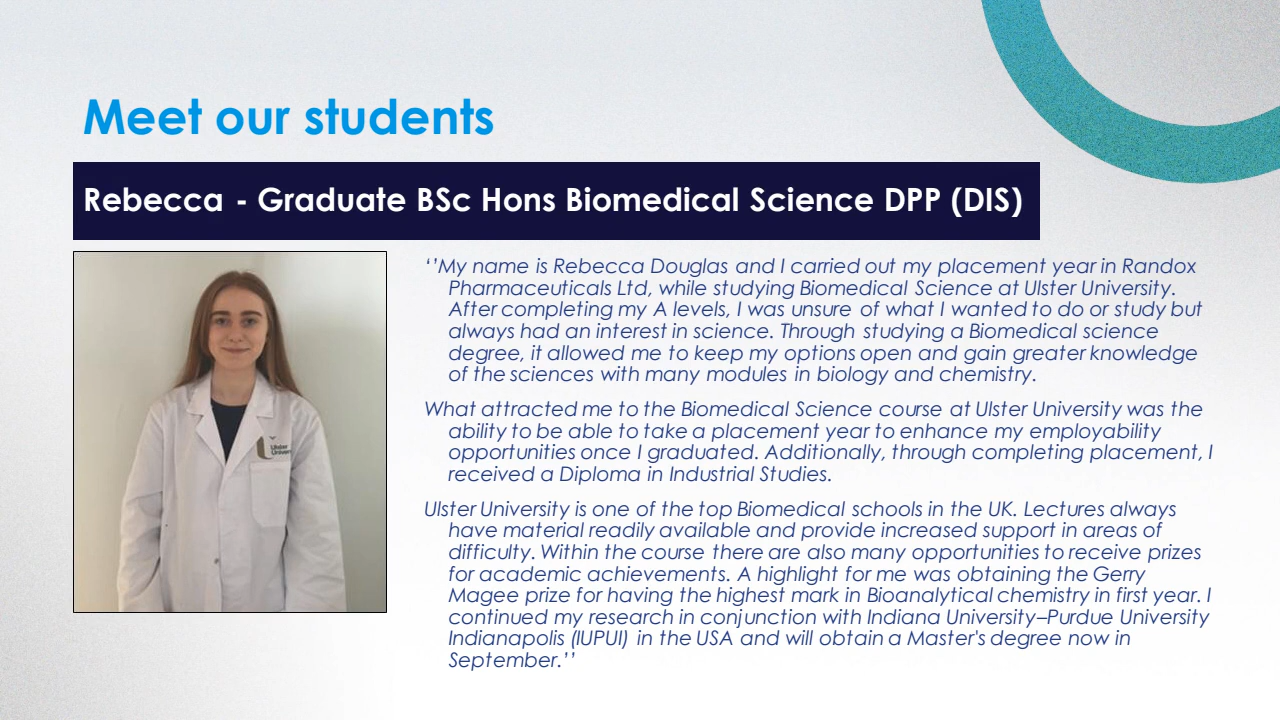 Meet our students
Rebecca - Graduate BSc Hons Biomedical Science DPP (DIS)
‘’My name is Rebecca Douglas and I carried out my placement year in Randox
Pharmaceuticals Ltd, while studying Biomedical Science at Ulster University.
After completing my A levels, I was unsure of what I wanted to do or study but
always had an interest in science. Through studying a Biomedical science
degree, it allowed me to keep my options open and gain greater knowledge
of the sciences with many modules in biology and chemistry.
What attracted me to the Biomedical Science course at Ulster University was the
ability to be able to take a placement year to enhance my employability
opportunities once I graduated. Additionally, through completing placement, I
received a Diploma in Industrial Studies.
Ulster University is one of the top Biomedical schools in the UK. Lectures always
have material readily available and provide increased support in areas of
difficulty. Within the course there are also many opportunities to receive prizes
for academic achievements. A highlight for me was obtaining the Gerry
Magee prize for having the highest mark in Bioanalytical chemistry in first year. I
continued my research in conjunction with Indiana University–Purdue University
Indianapolis (IUPUI) in the USA and will obtain a Master's degree now in
September.’’
Ulster
Univers